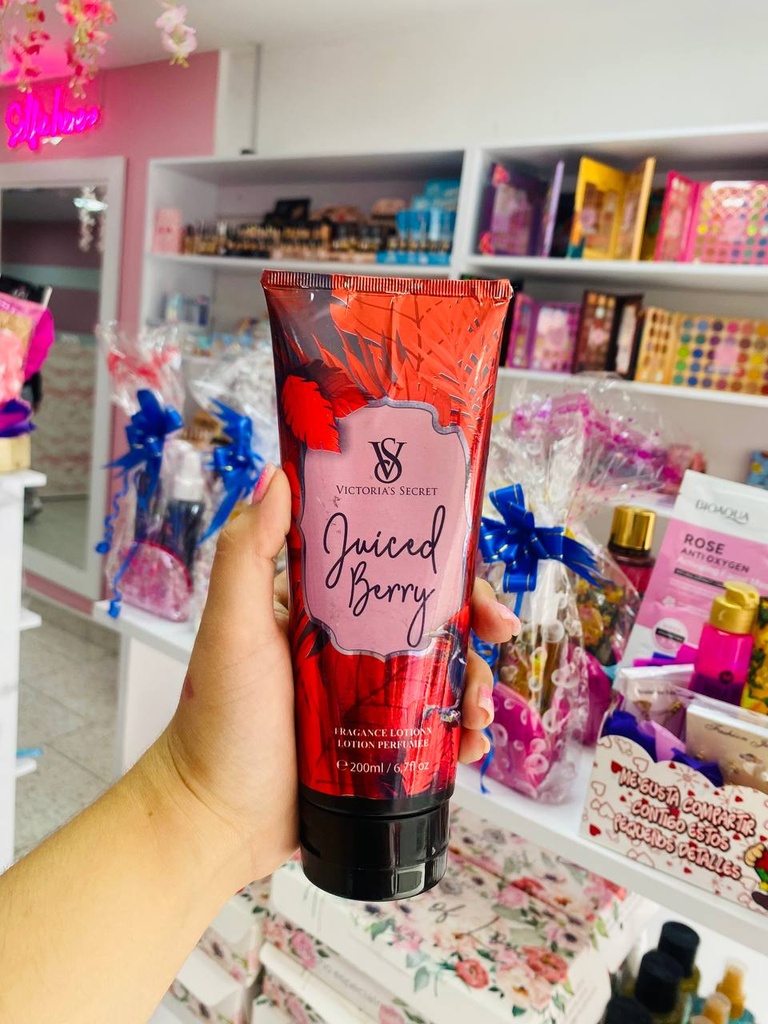 VS
VICTORIA'S SECRET
Juiced
Berry
FRAGANCE LOTIONN
LOTION PERFUMÉE
℮ 200ml / 6,7fl oz
BIOAQUA
ROSE
ANTI OXYGEN
ME GUSTA COMPARTIR
CONTIGO ESTOS
PEQUEÑOS DETALLES